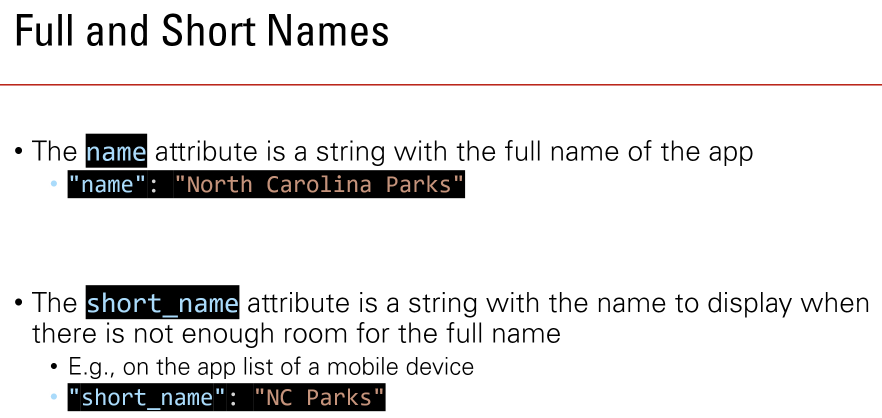 Full and Short Names
• The name attribute is a string with the full name of the app
• "name": "North Carolina Parks"
• The short_name attribute is a string with the name to display when
there is not enough room for the full name
• E.g., on the app list of a mobile device
• "short_name": "NC Parks"